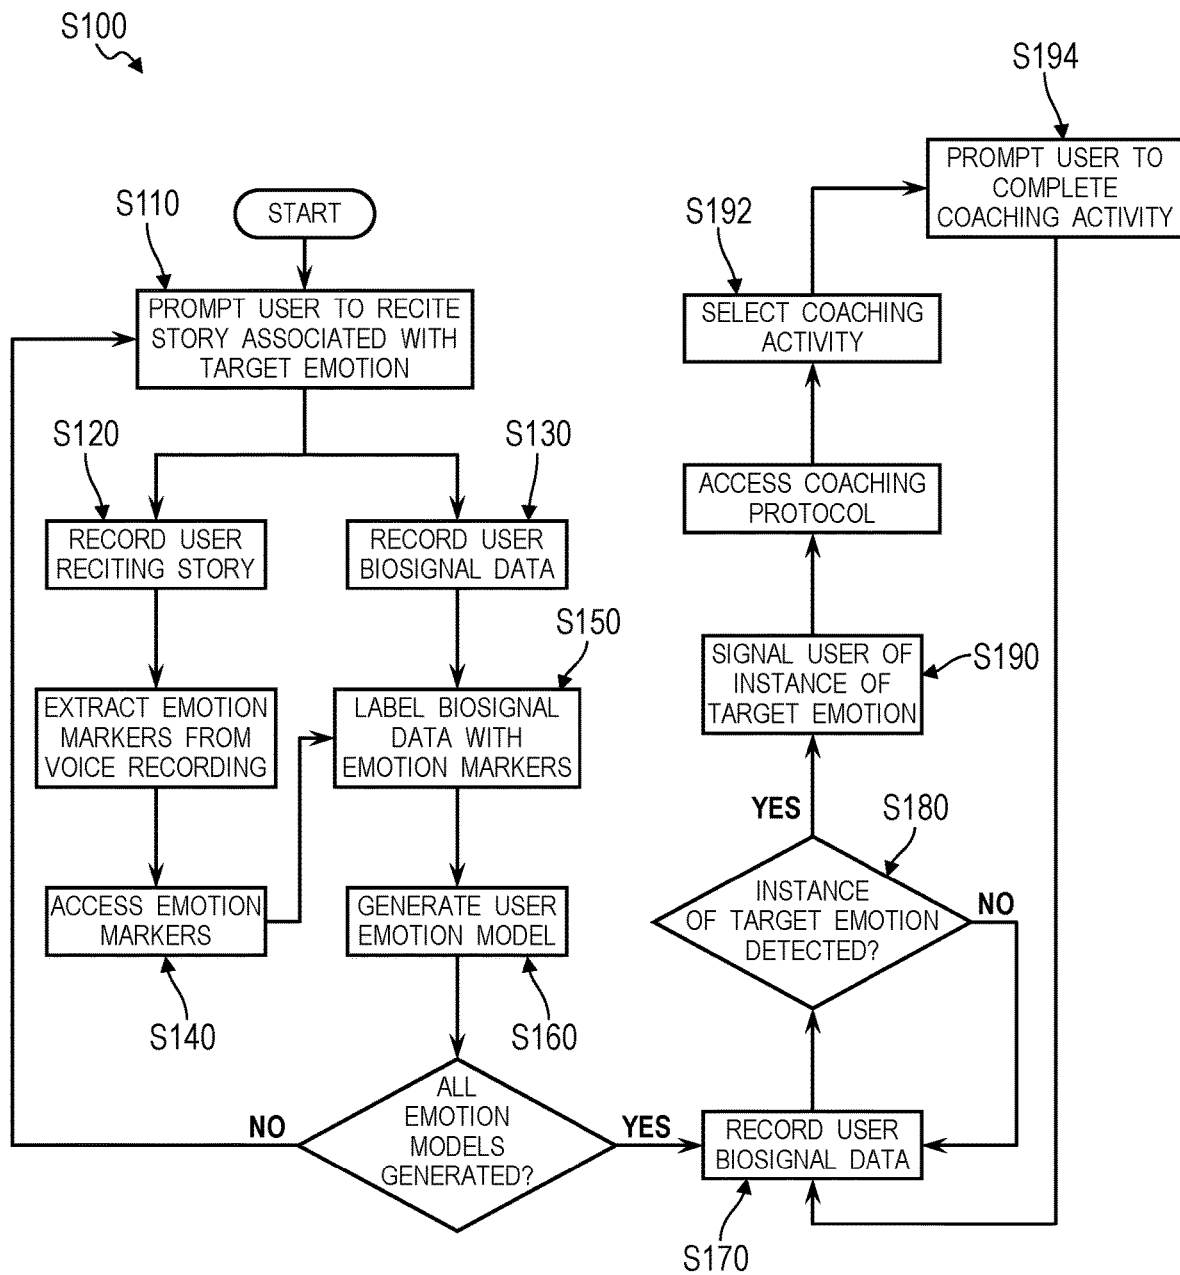 S100
S194
PROMPT USER TO
COMPLETE
COACHING ACTIVITY
S110
START
S192
PROMPT USER TO RECITE
STORY ASSOCIATED WITH
TARGET EMOTION
SELECT COACHING
ACTIVITY
S120
S130
ACCESS COACHING
PROTOCOL
RECORD USER
RECITING STORY
RECORD USER
BIOSIGNAL DATA
S150
S190
SIGNAL USER OF
INSTANCE OF
TARGET EMOTION
EXTRACT EMOTION
MARKERS FROM
VOICE RECORDING
LABEL BIOSIGNAL
DATA WITH
EMOTION MARKERS
YES
S180
ACCESS EMOTION
MARKERS
GENERATE USER
EMOTION MODEL
INSTANCE
OF TARGET EMOTION
DETECTED?
NO
S140
S160
ALL
EMOTION
MODELS
GENERATED?
NO
YES
RECORD USER
BIOSIGNAL DATA
S170